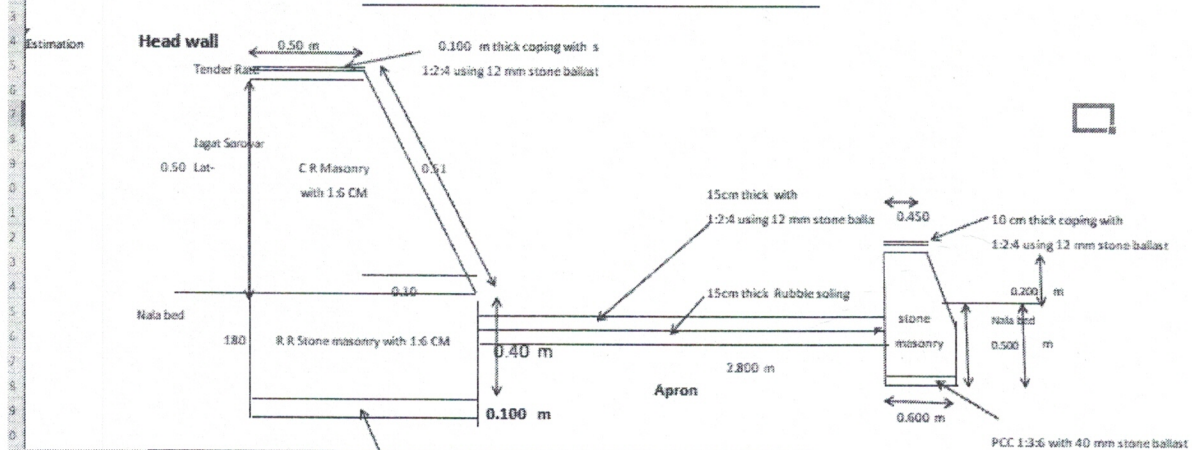 Estimation
Head wall
0.50 m
0.100 m thick coping with s
Tender Rate
1:2:4 using 12 mm stone ballast
Jagat Sarovar
0.50 Lat-
C R Masonry
with 1:6 CM
0.51
15cm thick with
1:2:4 using 12 mm stone balla
0.450
10 cm thick coping with
1:2:4 using 12 mm stone ballast
0.10
15cm thick Rubble soling
0.200 m
Nala bed
180
R R Stone masonry with 1:6 CM
0.40 m
stone
masonry
Nala bed
0.500 m
2.800 m
Apron
0.100 m
0.600 m
PCC 1:3:6 with 40 mm stone ballast